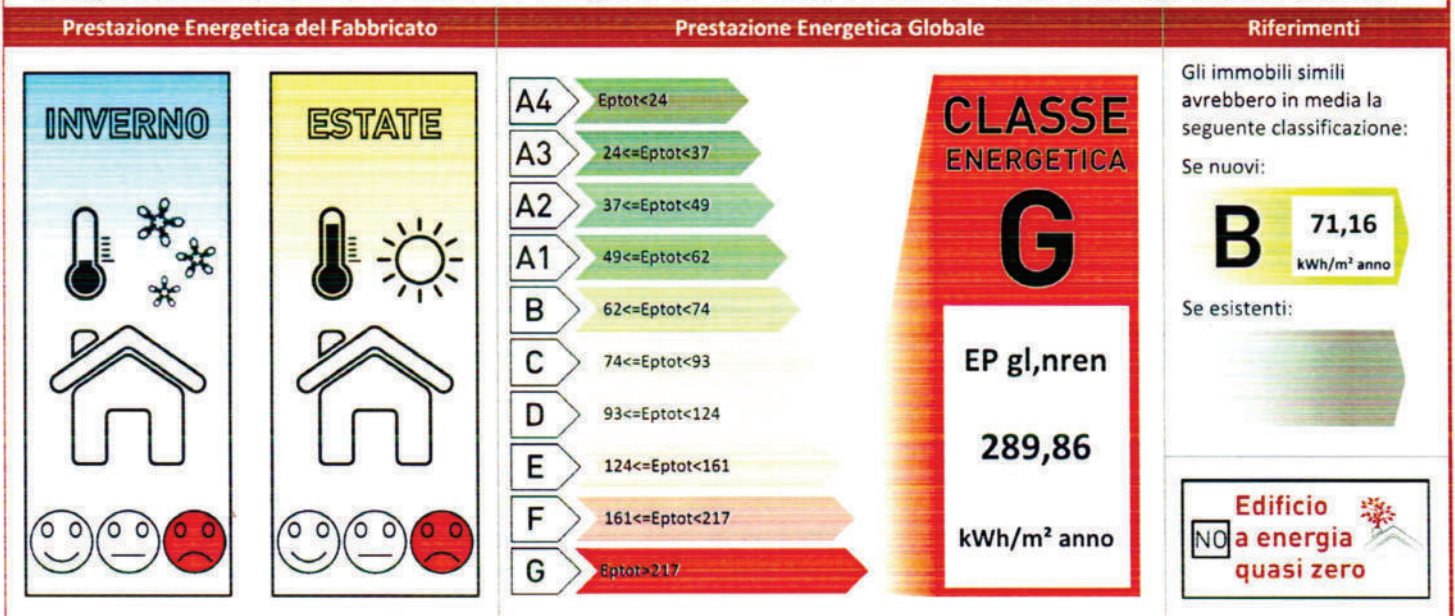 Prestazione Energetica del Fabbricato
Prestazione Energetica Globale
Riferimenti
INVERNO
ESTATE
A4 Eptot<24
A3 24<=Eptot<37
A2 37<=Eptot<49
A1 49<=Eptot<62
B 62<=Eptot<74
C 74<=Eptot<93
D 93<=Eptot<124
E 124<=Eptot<161
F 161<=Eptot<217
G Eptot>217
CLASSE
ENERGETICA
G
EP gl,nren
289,86
kWh/m² anno
Gli immobili simili
avrebbero in media la
seguente classificazione:
Se nuovi:
B 71,16
kWh/m² anno
Se esistenti:
Edificio
NO a energia
quasi zero